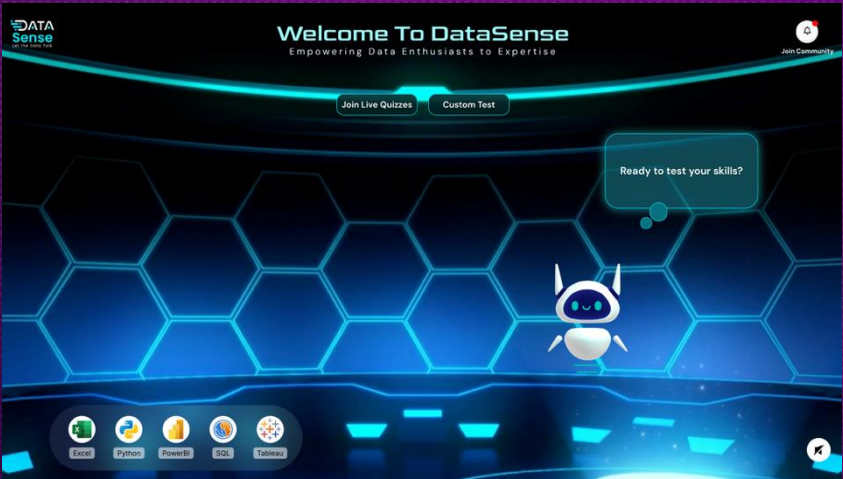 DATA
Sense
Let the Data Talk
Welcome To DataSense
Empowering Data Enthusiasts to Expertise
Join Community
Join Live Quizzes
Custom Test
Ready to test your skills?
Excel
Python
PowerBI
SQL
Tableau